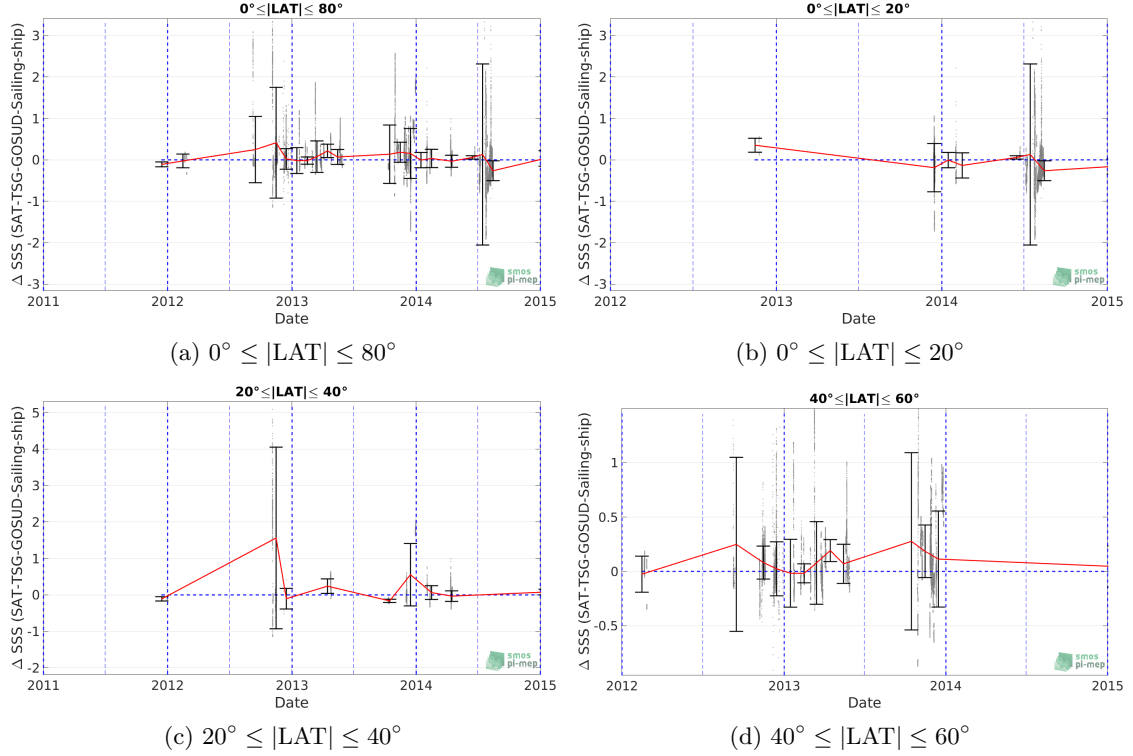 0°≤|LAT|≤ 80°
Δ SSS (SAT-TSG-GOSUD-Sailing-ship)
3
2
1
0
-1
-2
-3
2011
2012
2013
2014
2015
Date
smos
pi-mep
(a) 0° ≤ |LAT| ≤ 80°
0°≤|LAT|≤ 20°
Δ SSS (SAT-TSG-GOSUD-Sailing-ship)
3
2
1
0
-1
-2
-3
2012
2013
2014
2015
Date
smos
pi-mep
(b) 0° ≤ |LAT| ≤ 20°
20°≤|LAT|≤ 40°
Δ SSS (SAT-TSG-GOSUD-Sailing-ship)
5
4
3
2
1
0
-1
-2
2011
2012
2013
2014
2015
Date
smos
pi-mep
(c) 20° ≤ |LAT| ≤ 40°
40°≤|LAT|≤ 60°
Δ SSS (SAT-TSG-GOSUD-Sailing-ship)
1
0.5
0
-0.5
2012
2013
2014
2015
Date
smos
pi-mep
(d) 40° ≤ |LAT| ≤ 60°